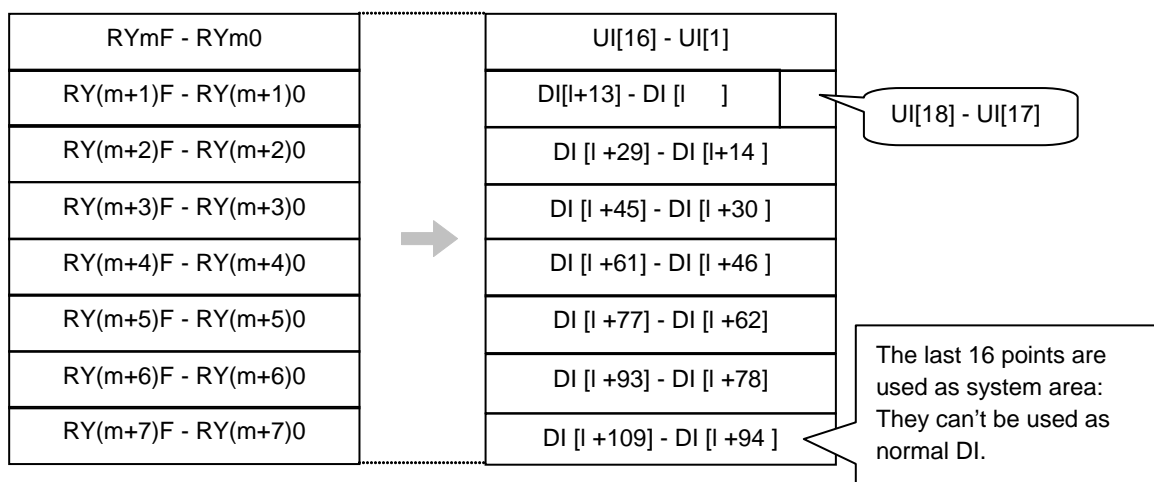 RYmF - RYm0
UI[16] - UI[1]
RY(m+1)F - RY(m+1)0
DI[l+13] - DI [l ]
UI[18] - UI[17]
RY(m+2)F - RY(m+2)0
DI [l +29] - DI [l+14 ]
RY(m+3)F - RY(m+3)0
DI [l +45] - DI [l +30 ]
RY(m+4)F - RY(m+4)0
DI [l +61] - DI [l +46 ]
RY(m+5)F - RY(m+5)0
DI [l +77] - DI [l +62]
RY(m+6)F - RY(m+6)0
DI [l +93] - DI [l +78]
RY(m+7)F - RY(m+7)0
DI [l +109] - DI [l +94 ]
The last 16 points are
used as system area:
They can’t be used as
normal DI.